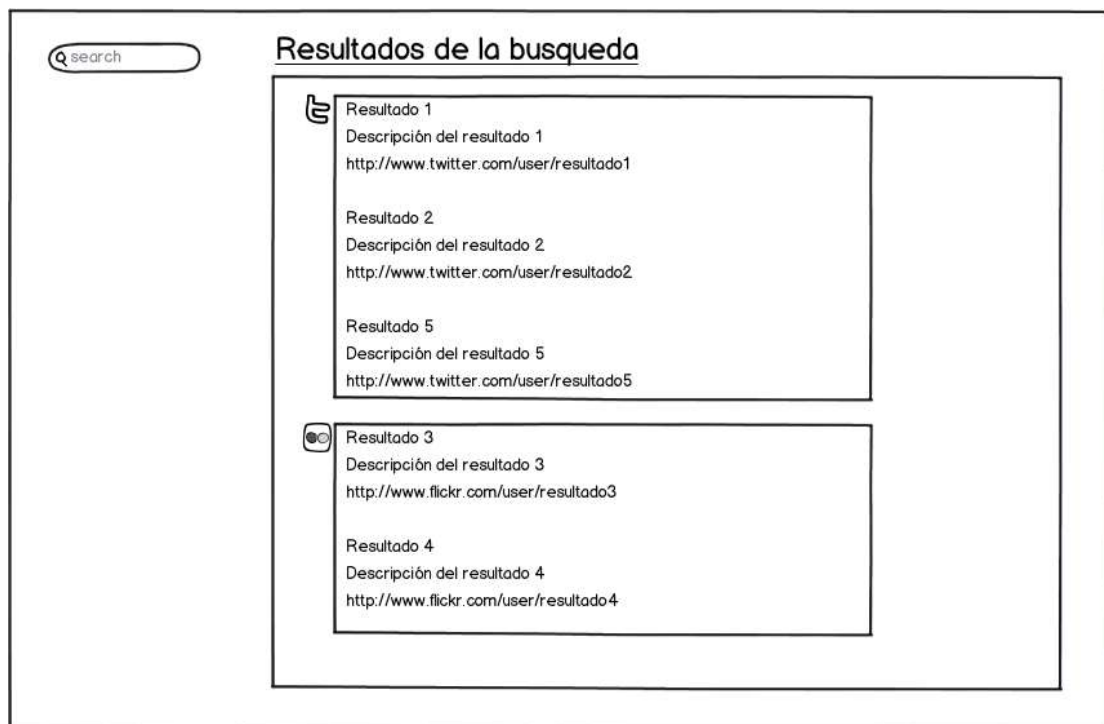 search
Resultados de la busqueda
Resultado 1
Descripción del resultado 1
http://www.twitter.com/user/resultado1
Resultado 2
Descripción del resultado 2
http://www.twitter.com/user/resultado2
Resultado 5
Descripción del resultado 5
http://www.twitter.com/user/resultado5
Resultado 3
Descripción del resultado 3
http://www.flickr.com/user/resultado3
Resultado 4
Descripción del resultado 4
http://www.flickr.com/user/resultado4